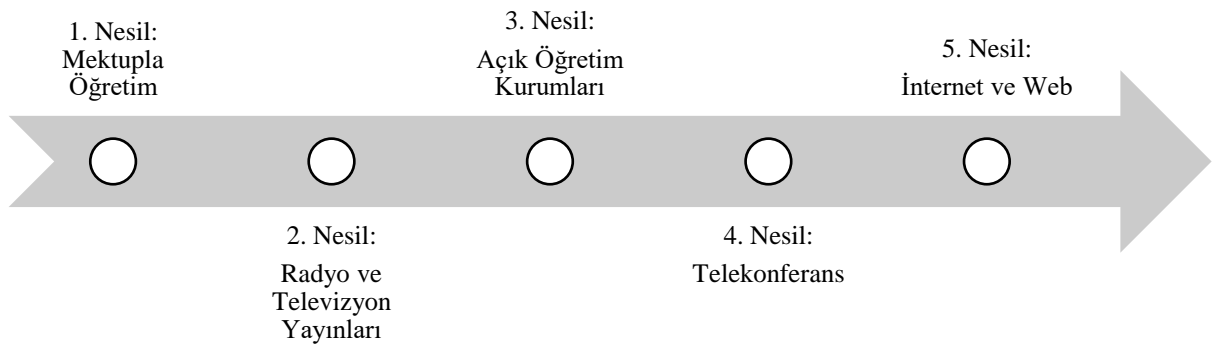 1. Nesil:
Mektupla
Öğretim
2. Nesil:
Radyo ve
Televizyon
Yayınları
3. Nesil:
Açık Öğretim
Kurumları
4. Nesil:
Telekonferans
5. Nesil:
İnternet ve Web